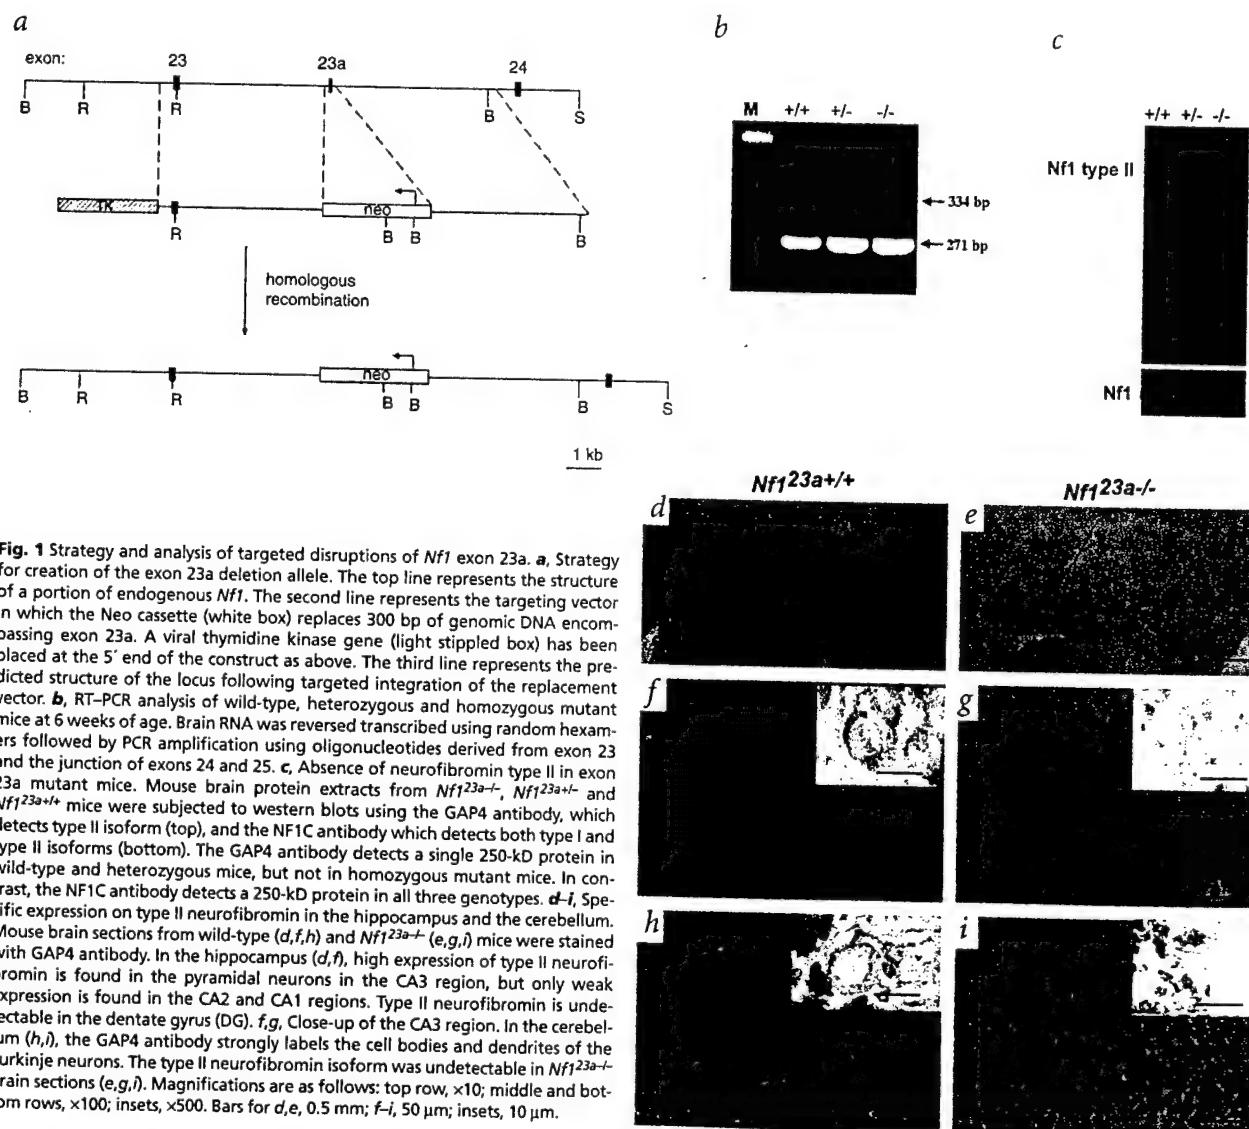 a
exon: 23 23a 24
B R R B S
TK neo
R B B B
homologous
recombination
neo
B R R B B B S
1 kb
b
M +/+ +/- -/-
334 bp
271 bp
c
+/+ +/- -/-
Nf1 type II
Nf1
Nf1 23a+/+ Nf1 23a-/-
d e
f g
h i
Fig. 1 Strategy and analysis of targeted disruptions of Nf1 exon 23a. a, Strategy
for creation of the exon 23a deletion allele. The top line represents the structure
of a portion of endogenous Nf1. The second line represents the targeting vector
in which the Neo cassette (white box) replaces 300 bp of genomic DNA encom-
passing exon 23a. A viral thymidine kinase gene (light stippled box) has been
placed at the 5′ end of the construct as above. The third line represents the pre-
dicted structure of the locus following targeted integration of the replacement
vector. b, RT–PCR analysis of wild-type, heterozygous and homozygous mutant
mice at 6 weeks of age. Brain RNA was reversed transcribed using random hexam-
ers followed by PCR amplification using oligonucleotides derived from exon 23
and the junction of exons 24 and 25. c, Absence of neurofibromin type II in exon
23a mutant mice. Mouse brain protein extracts from Nf1 23a–/–, Nf1 23a+/– and
Nf1 23a+/+ mice were subjected to western blots using the GAP4 antibody, which
detects type II isoform (top), and the NF1C antibody which detects both type I and
type II isoforms (bottom). The GAP4 antibody detects a single 250-kD protein in
wild-type and heterozygous mice, but not in homozygous mutant mice. In con-
trast, the NF1C antibody detects a 250-kD protein in all three genotypes. d–i, Spe-
cific expression on type II neurofibromin in the hippocampus and the cerebellum.
Mouse brain sections from wild-type (d,f,h) and Nf1 23a–/– (e,g,i) mice were stained
with GAP4 antibody. In the hippocampus (d,f), high expression of type II neurofi-
bromin is found in the pyramidal neurons in the CA3 region, but only weak
expression is found in the CA2 and CA1 regions. Type II neurofibromin is unde-
tectable in the dentate gyrus (DG). f,g, Close-up of the CA3 region. In the cerebel-
lum (h,i), the GAP4 antibody strongly labels the cell bodies and dendrites of the
Purkinje neurons. The type II neurofibromin isoform was undetectable in Nf1 23a–/–
brain sections (e,g,i). Magnifications are as follows: top row, ×10; middle and bot-
tom rows, ×100; insets, ×500. Bars for d,e, 0.5 mm; f–i, 50 μm; insets, 10 μm.